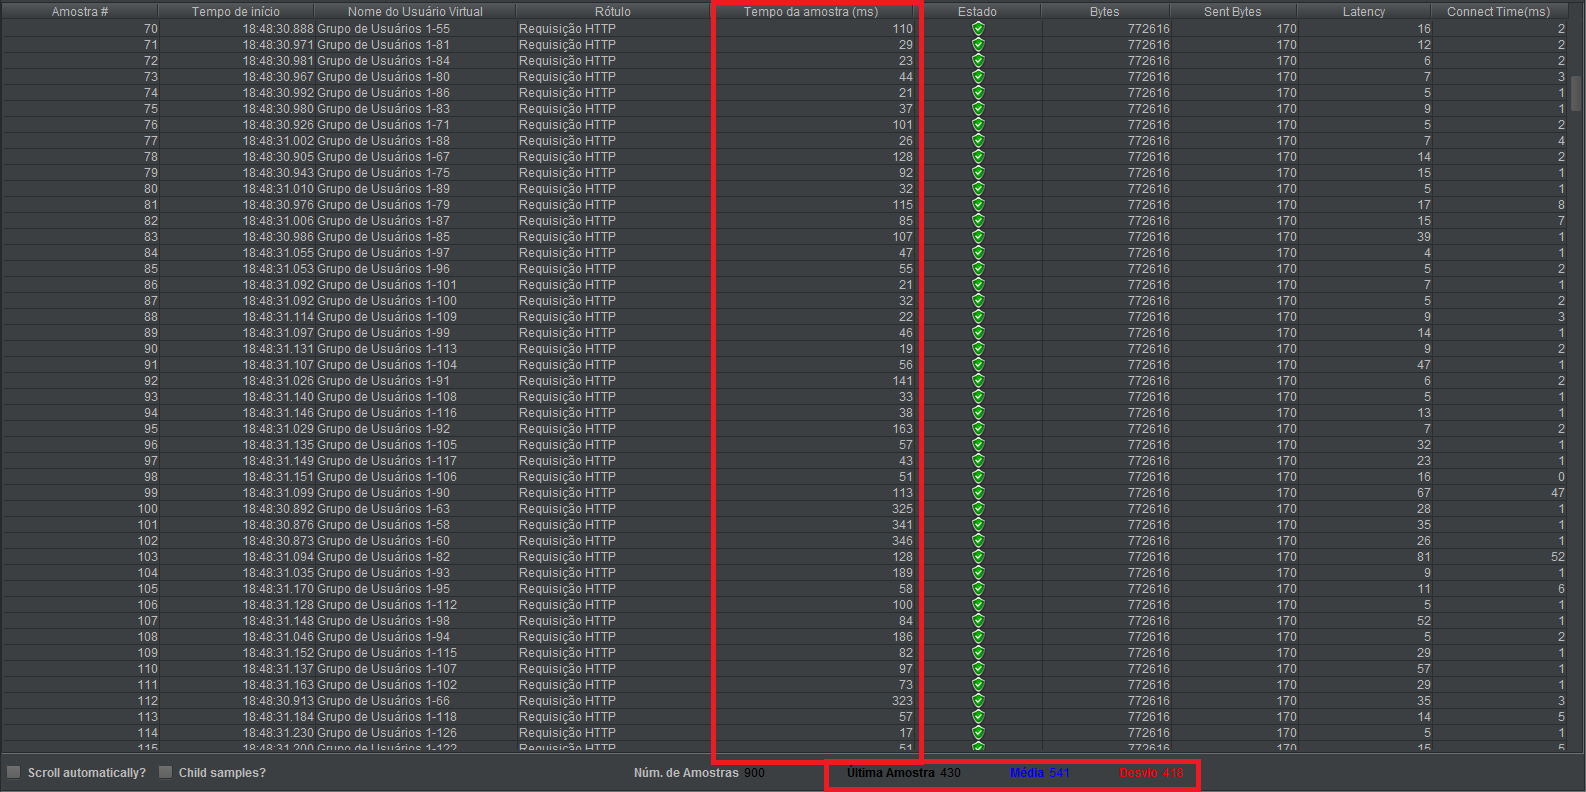 Amostra # Tempo de início Nome do Usuário Virtual Rótulo Tempo da amostra (ms) Estado Bytes Sent Bytes Latency Connect Time(ms)
70 18:48:30.888 Grupo de Usuários 1-55 Requisição HTTP 110 772616 170 16 2
71 18:48:30.971 Grupo de Usuários 1-81 Requisição HTTP 29 772616 170 12 2
72 18:48:30.981 Grupo de Usuários 1-84 Requisição HTTP 23 772616 170 6 2
73 18:48:30.967 Grupo de Usuários 1-80 Requisição HTTP 44 772616 170 7 3
74 18:48:30.992 Grupo de Usuários 1-86 Requisição HTTP 21 772616 170 5 1
75 18:48:30.980 Grupo de Usuários 1-83 Requisição HTTP 37 772616 170 9 1
76 18:48:30.926 Grupo de Usuários 1-71 Requisição HTTP 101 772616 170 5 2
77 18:48:31.002 Grupo de Usuários 1-88 Requisição HTTP 26 772616 170 7 4
78 18:48:30.905 Grupo de Usuários 1-67 Requisição HTTP 128 772616 170 14 2
79 18:48:30.943 Grupo de Usuários 1-75 Requisição HTTP 92 772616 170 15 1
80 18:48:31.010 Grupo de Usuários 1-89 Requisição HTTP 32 772616 170 5 1
81 18:48:30.976 Grupo de Usuários 1-79 Requisição HTTP 115 772616 170 17 8
82 18:48:31.006 Grupo de Usuários 1-87 Requisição HTTP 85 772616 170 15 7
83 18:48:30.986 Grupo de Usuários 1-85 Requisição HTTP 107 772616 170 39 1
84 18:48:31.055 Grupo de Usuários 1-97 Requisição HTTP 47 772616 170 4 1
85 18:48:31.053 Grupo de Usuários 1-96 Requisição HTTP 55 772616 170 5 2
86 18:48:31.092 Grupo de Usuários 1-101 Requisição HTTP 21 772616 170 7 1
87 18:48:31.092 Grupo de Usuários 1-100 Requisição HTTP 32 772616 170 5 2
88 18:48:31.114 Grupo de Usuários 1-109 Requisição HTTP 22 772616 170 9 3
89 18:48:31.097 Grupo de Usuários 1-99 Requisição HTTP 46 772616 170 14 1
90 18:48:31.131 Grupo de Usuários 1-113 Requisição HTTP 19 772616 170 9 2
91 18:48:31.107 Grupo de Usuários 1-104 Requisição HTTP 56 772616 170 47 1
92 18:48:31.026 Grupo de Usuários 1-91 Requisição HTTP 141 772616 170 6 2
93 18:48:31.140 Grupo de Usuários 1-108 Requisição HTTP 33 772616 170 5 1
94 18:48:31.146 Grupo de Usuários 1-116 Requisição HTTP 38 772616 170 13 1
95 18:48:31.029 Grupo de Usuários 1-92 Requisição HTTP 163 772616 170 7 2
96 18:48:31.135 Grupo de Usuários 1-105 Requisição HTTP 57 772616 170 32 1
97 18:48:31.149 Grupo de Usuários 1-117 Requisição HTTP 43 772616 170 23 1
98 18:48:31.151 Grupo de Usuários 1-106 Requisição HTTP 51 772616 170 16 0
99 18:48:31.099 Grupo de Usuários 1-90 Requisição HTTP 113 772616 170 67 47
100 18:48:30.892 Grupo de Usuários 1-63 Requisição HTTP 325 772616 170 28 1
101 18:48:30.876 Grupo de Usuários 1-58 Requisição HTTP 341 772616 170 35 1
102 18:48:30.873 Grupo de Usuários 1-60 Requisição HTTP 346 772616 170 26 1
103 18:48:31.094 Grupo de Usuários 1-82 Requisição HTTP 128 772616 170 81 52
104 18:48:31.035 Grupo de Usuários 1-93 Requisição HTTP 189 772616 170 9 1
105 18:48:31.170 Grupo de Usuários 1-95 Requisição HTTP 58 772616 170 11 6
106 18:48:31.128 Grupo de Usuários 1-112 Requisição HTTP 100 772616 170 5 1
107 18:48:31.148 Grupo de Usuários 1-98 Requisição HTTP 84 772616 170 52 1
108 18:48:31.046 Grupo de Usuários 1-94 Requisição HTTP 186 772616 170 5 2
109 18:48:31.152 Grupo de Usuários 1-115 Requisição HTTP 82 772616 170 29 1
110 18:48:31.137 Grupo de Usuários 1-107 Requisição HTTP 97 772616 170 57 1
111 18:48:31.163 Grupo de Usuários 1-102 Requisição HTTP 73 772616 170 29 1
112 18:48:30.913 Grupo de Usuários 1-66 Requisição HTTP 323 772616 170 35 3
113 18:48:31.184 Grupo de Usuários 1-118 Requisição HTTP 57 772616 170 14 5
114 18:48:31.230 Grupo de Usuários 1-126 Requisição HTTP 17 772616 170 5 1
115 18:48:31.200 Grupo de Usuários 1-122 Requisição HTTP 51 772616 170 15 5
Scroll automatically? Child samples? Núm. de Amostras 900 Última Amostra 430 Média 541 Desvio 418